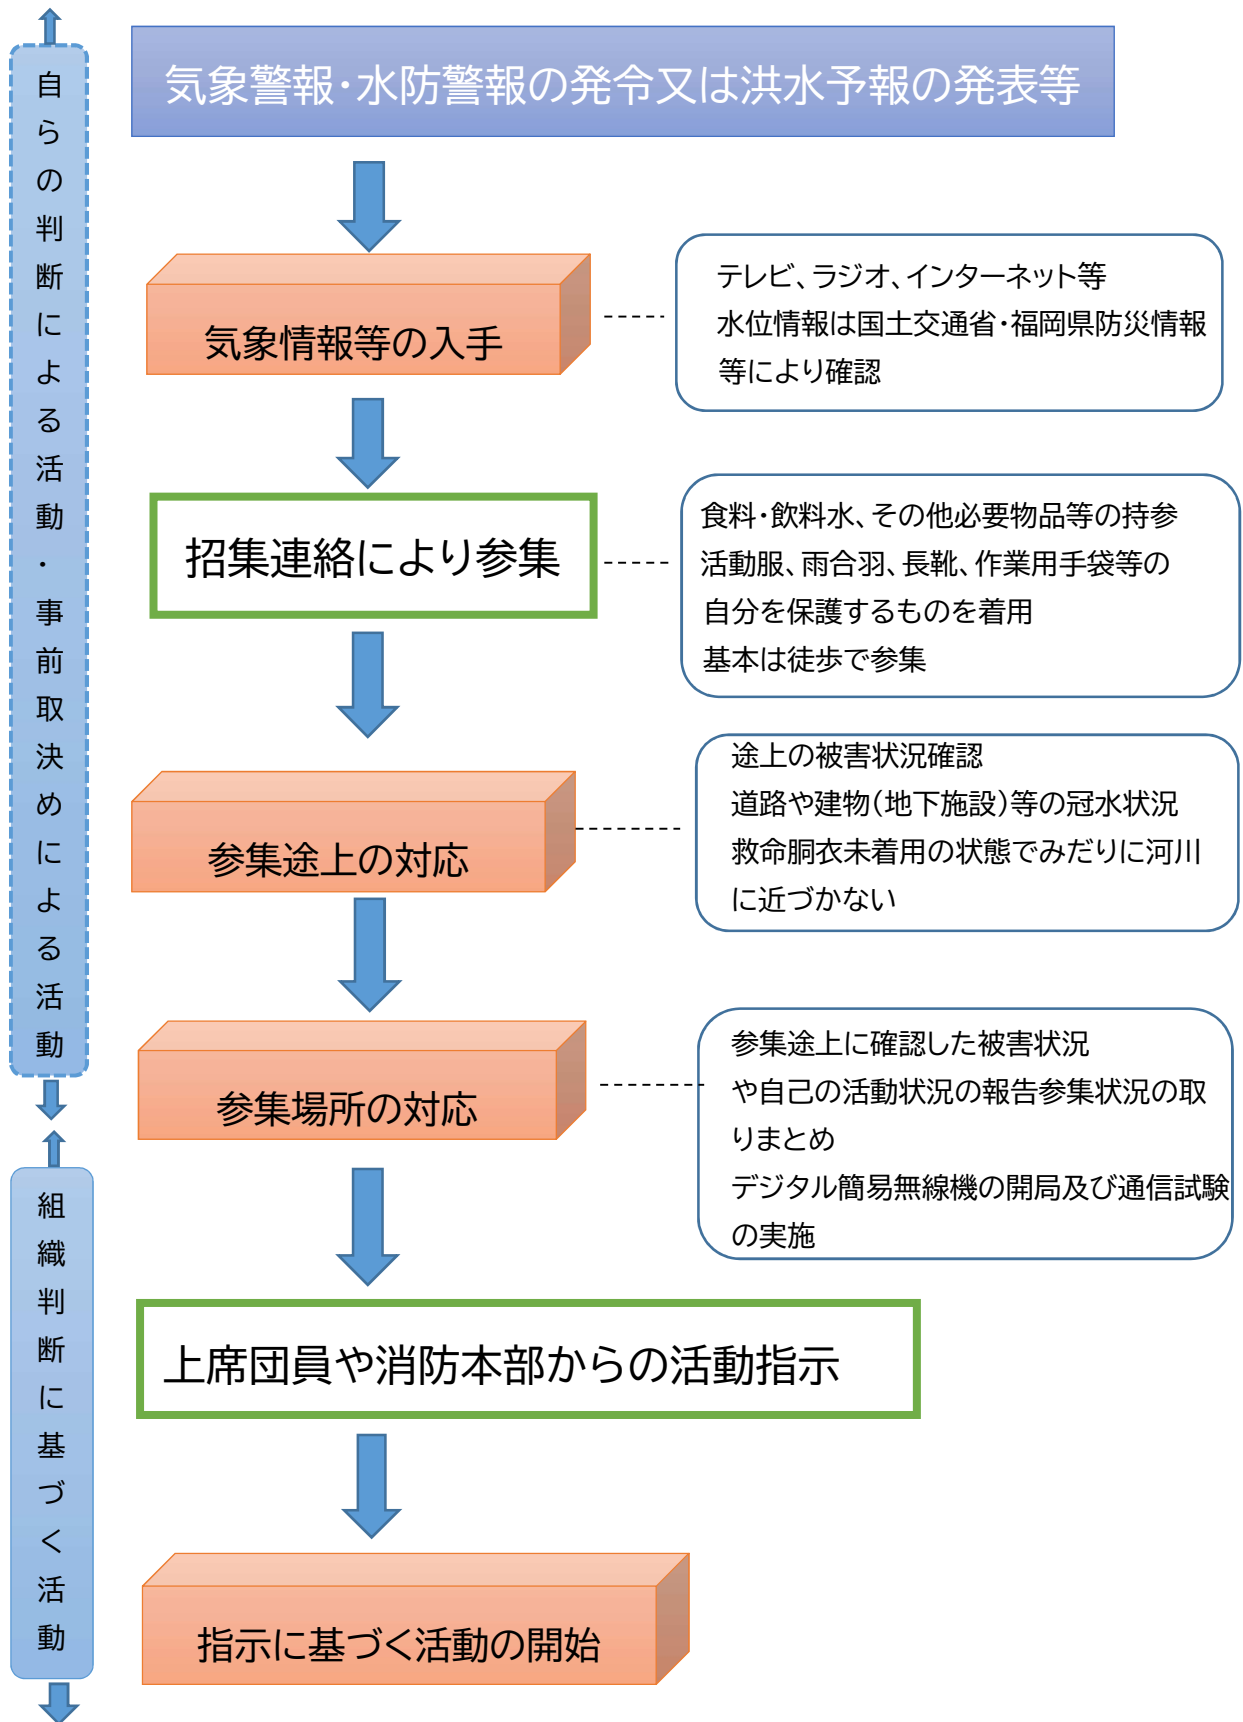 気象警報・水防警報の発令又は洪水予報の発表等
自らの判断による活動・事前取決めによる活動
気象情報等の入手
テレビ、ラジオ、インターネット等
水位情報は国土交通省・福岡県防災情報
等により確認
招集連絡により参集
食料・飲料水、その他必要物品等の持参
活動服、雨合羽、長靴、作業用手袋等の
自分を保護するものを着用
基本は徒歩で参集
参集途上の対応
途上の被害状況確認
道路や建物(地下施設)等の冠水状況
救命胴衣未着用の状態でみだりに河川
に近づかない
参集場所の対応
参集途上に確認した被害状況
や自己の活動状況の報告参集状況の取
りまとめ
デジタル簡易無線機の開局及び通信試験
の実施
組織判断に基づく活動
上席団員や消防本部からの活動指示
指示に基づく活動の開始